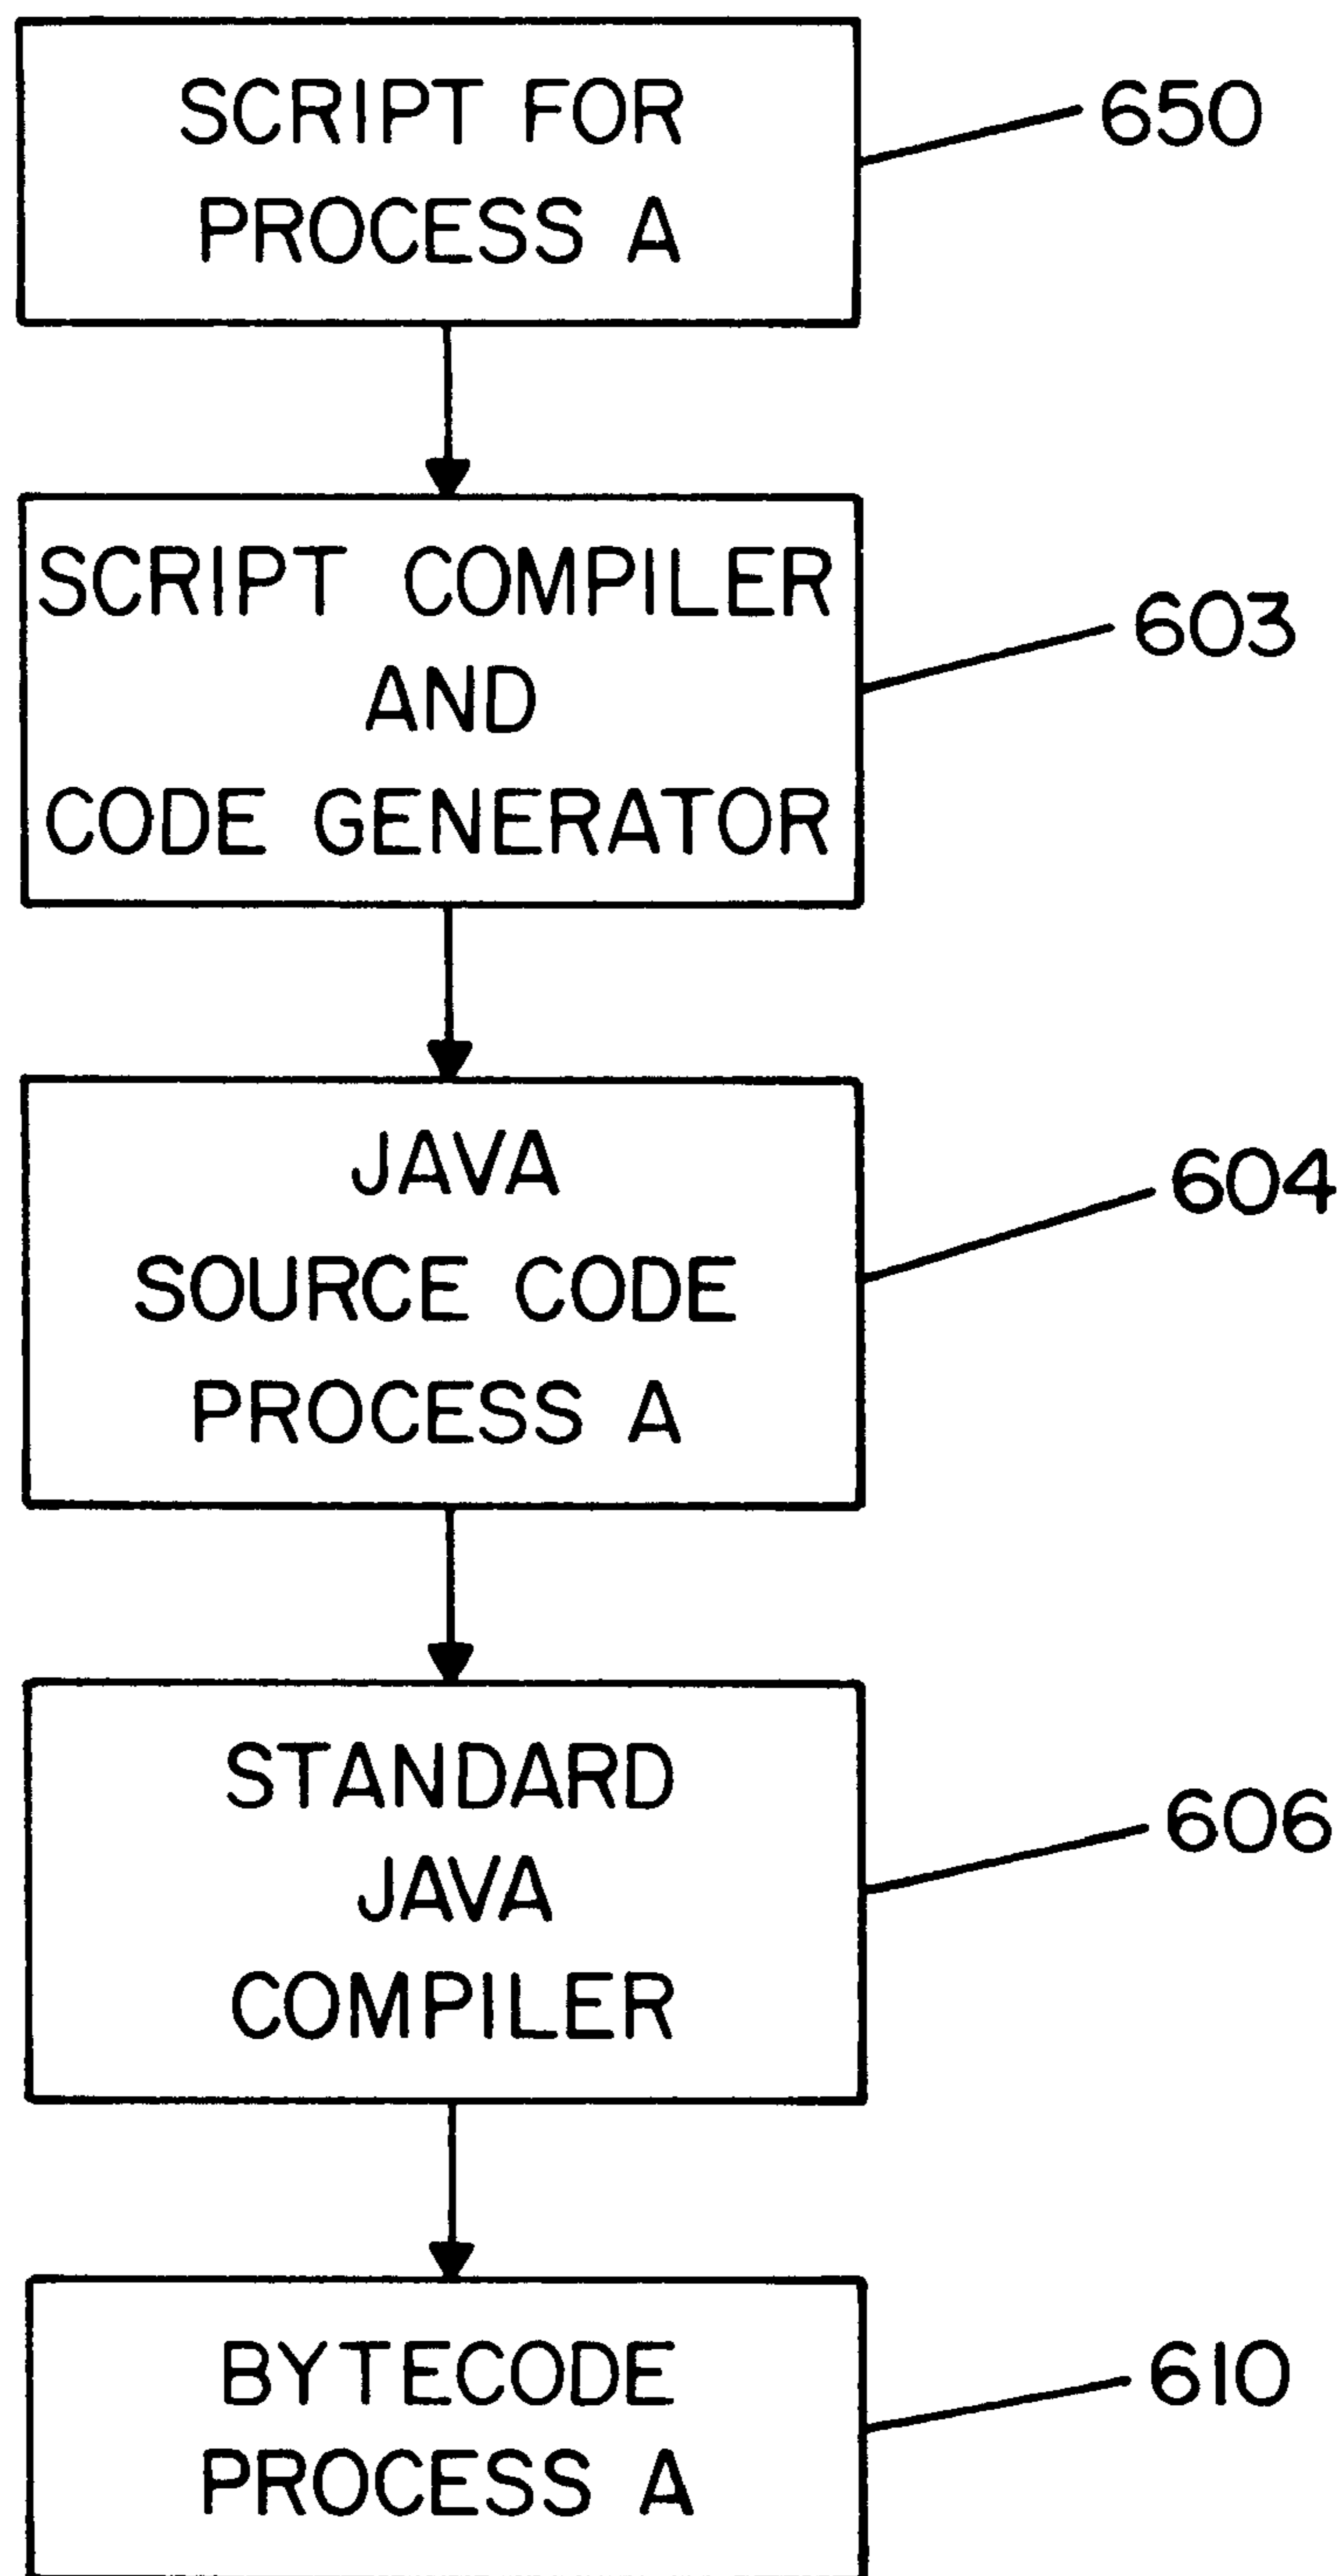 SCRIPT FOR
PROCESS A
650
SCRIPT COMPILER
AND
CODE GENERATOR
603
JAVA
SOURCE CODE
PROCESS A
604
STANDARD
JAVA
COMPILER
606
BYTECODE
PROCESS A
610